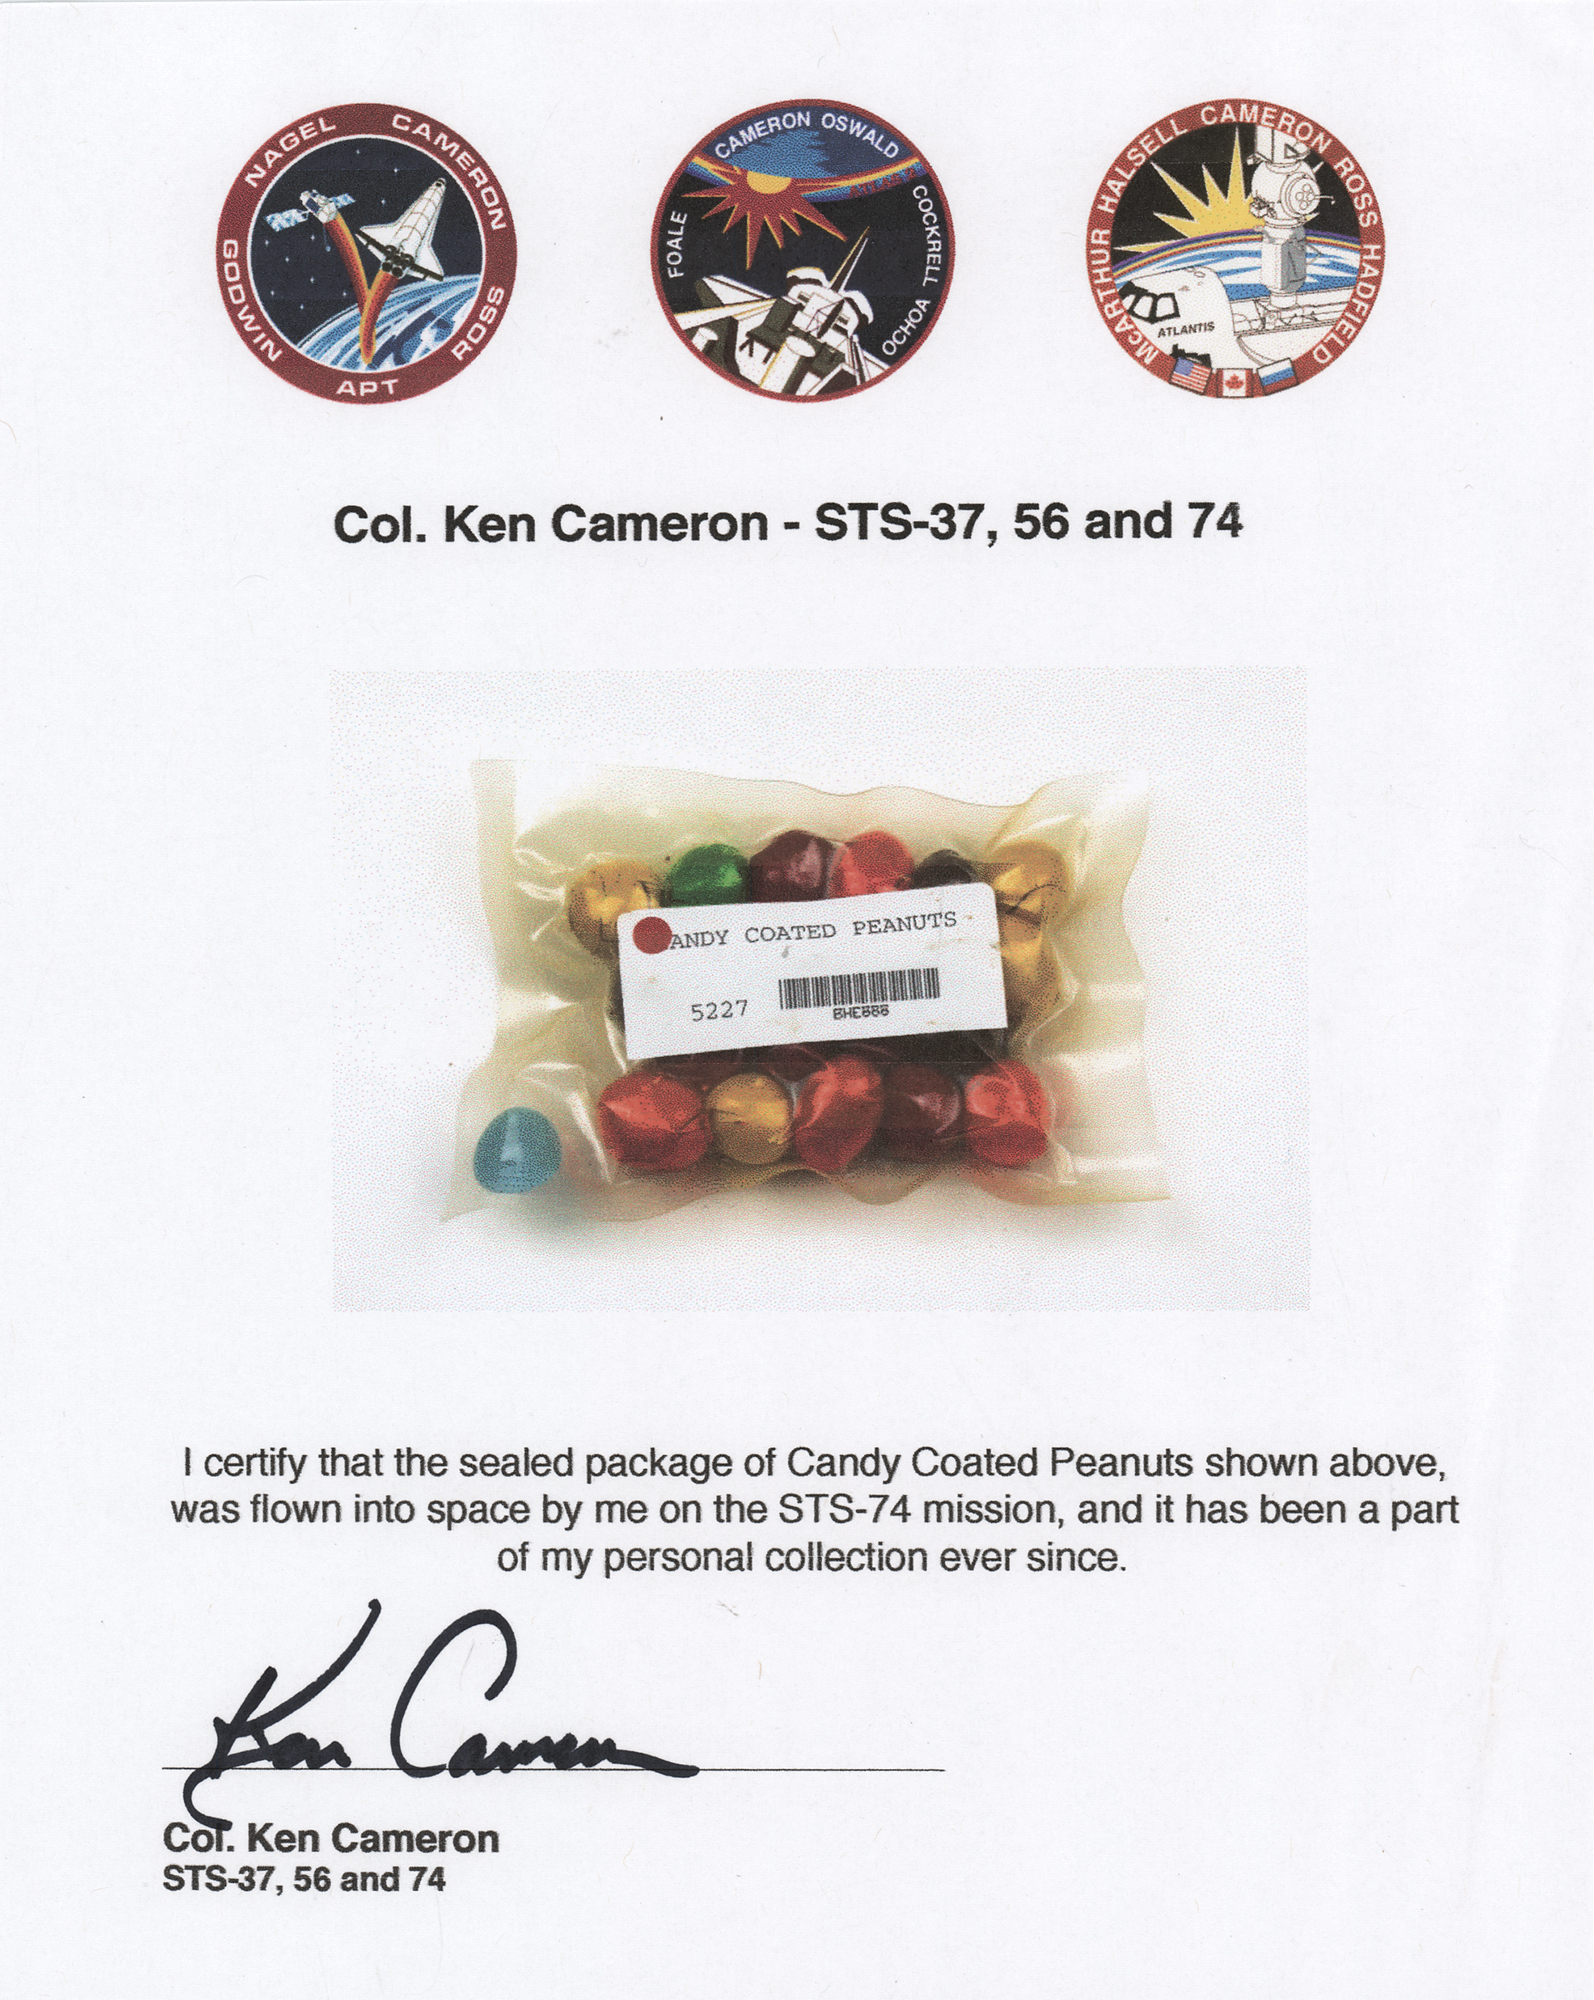 NAGEL CAMERON
GODWIN ROSS
APT
CAMERON OSWALD
FOALE COCKRELL
OCHOA
McARTHUR HALSELL CAMERON ROSS HADFIELD
ATLANTIS
Col. Ken Cameron - STS-37, 56 and 74
ANDY COATED PEANUTS
5227
I certify that the sealed package of Candy Coated Peanuts shown above,
was flown into space by me on the STS-74 mission, and it has been a part
of my personal collection ever since.
Ken Cameron
Col. Ken Cameron
STS-37, 56 and 74